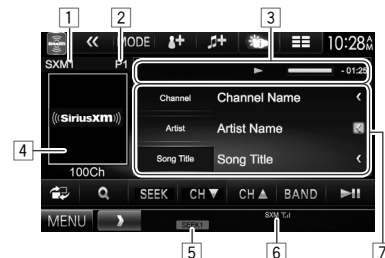 1 2 3
MODE 10:28AM
SXM1 P1
- 01:25
((SiriusXM))
Channel Channel Name
Artist Artist Name
Song Title Song Title
4
100Ch
SEEK CH▼ CH▲ BAND
MENU
SEEK1 SXM
5 6 7